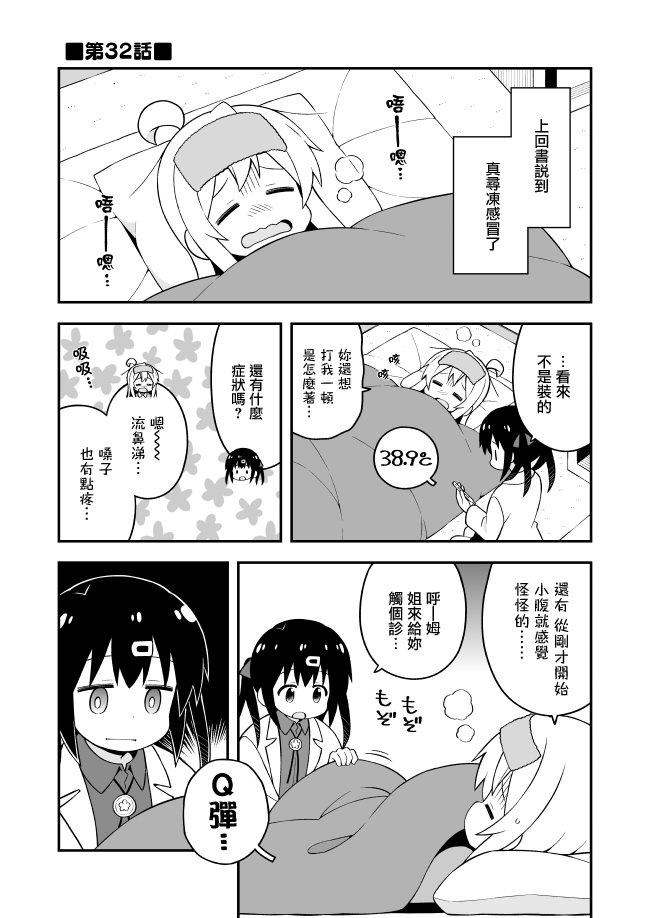 ■第32話■
上回書説到
真尋凍感冒了
唔—嗯…
唔—嗯…
…看來
不是裝的
妳還想
打我一頓
是怎麼著…
咳
咳
38.9℃
還有什麼
症狀嗎?
嗯~~~
流鼻涕…
嗓子
也有點疼…
吸吸…
還有 從剛才開始
小腹就感覺
怪怪的……
呼—姆
姐來給妳
觸個診…
もぞ
もぞ
Q
彈…